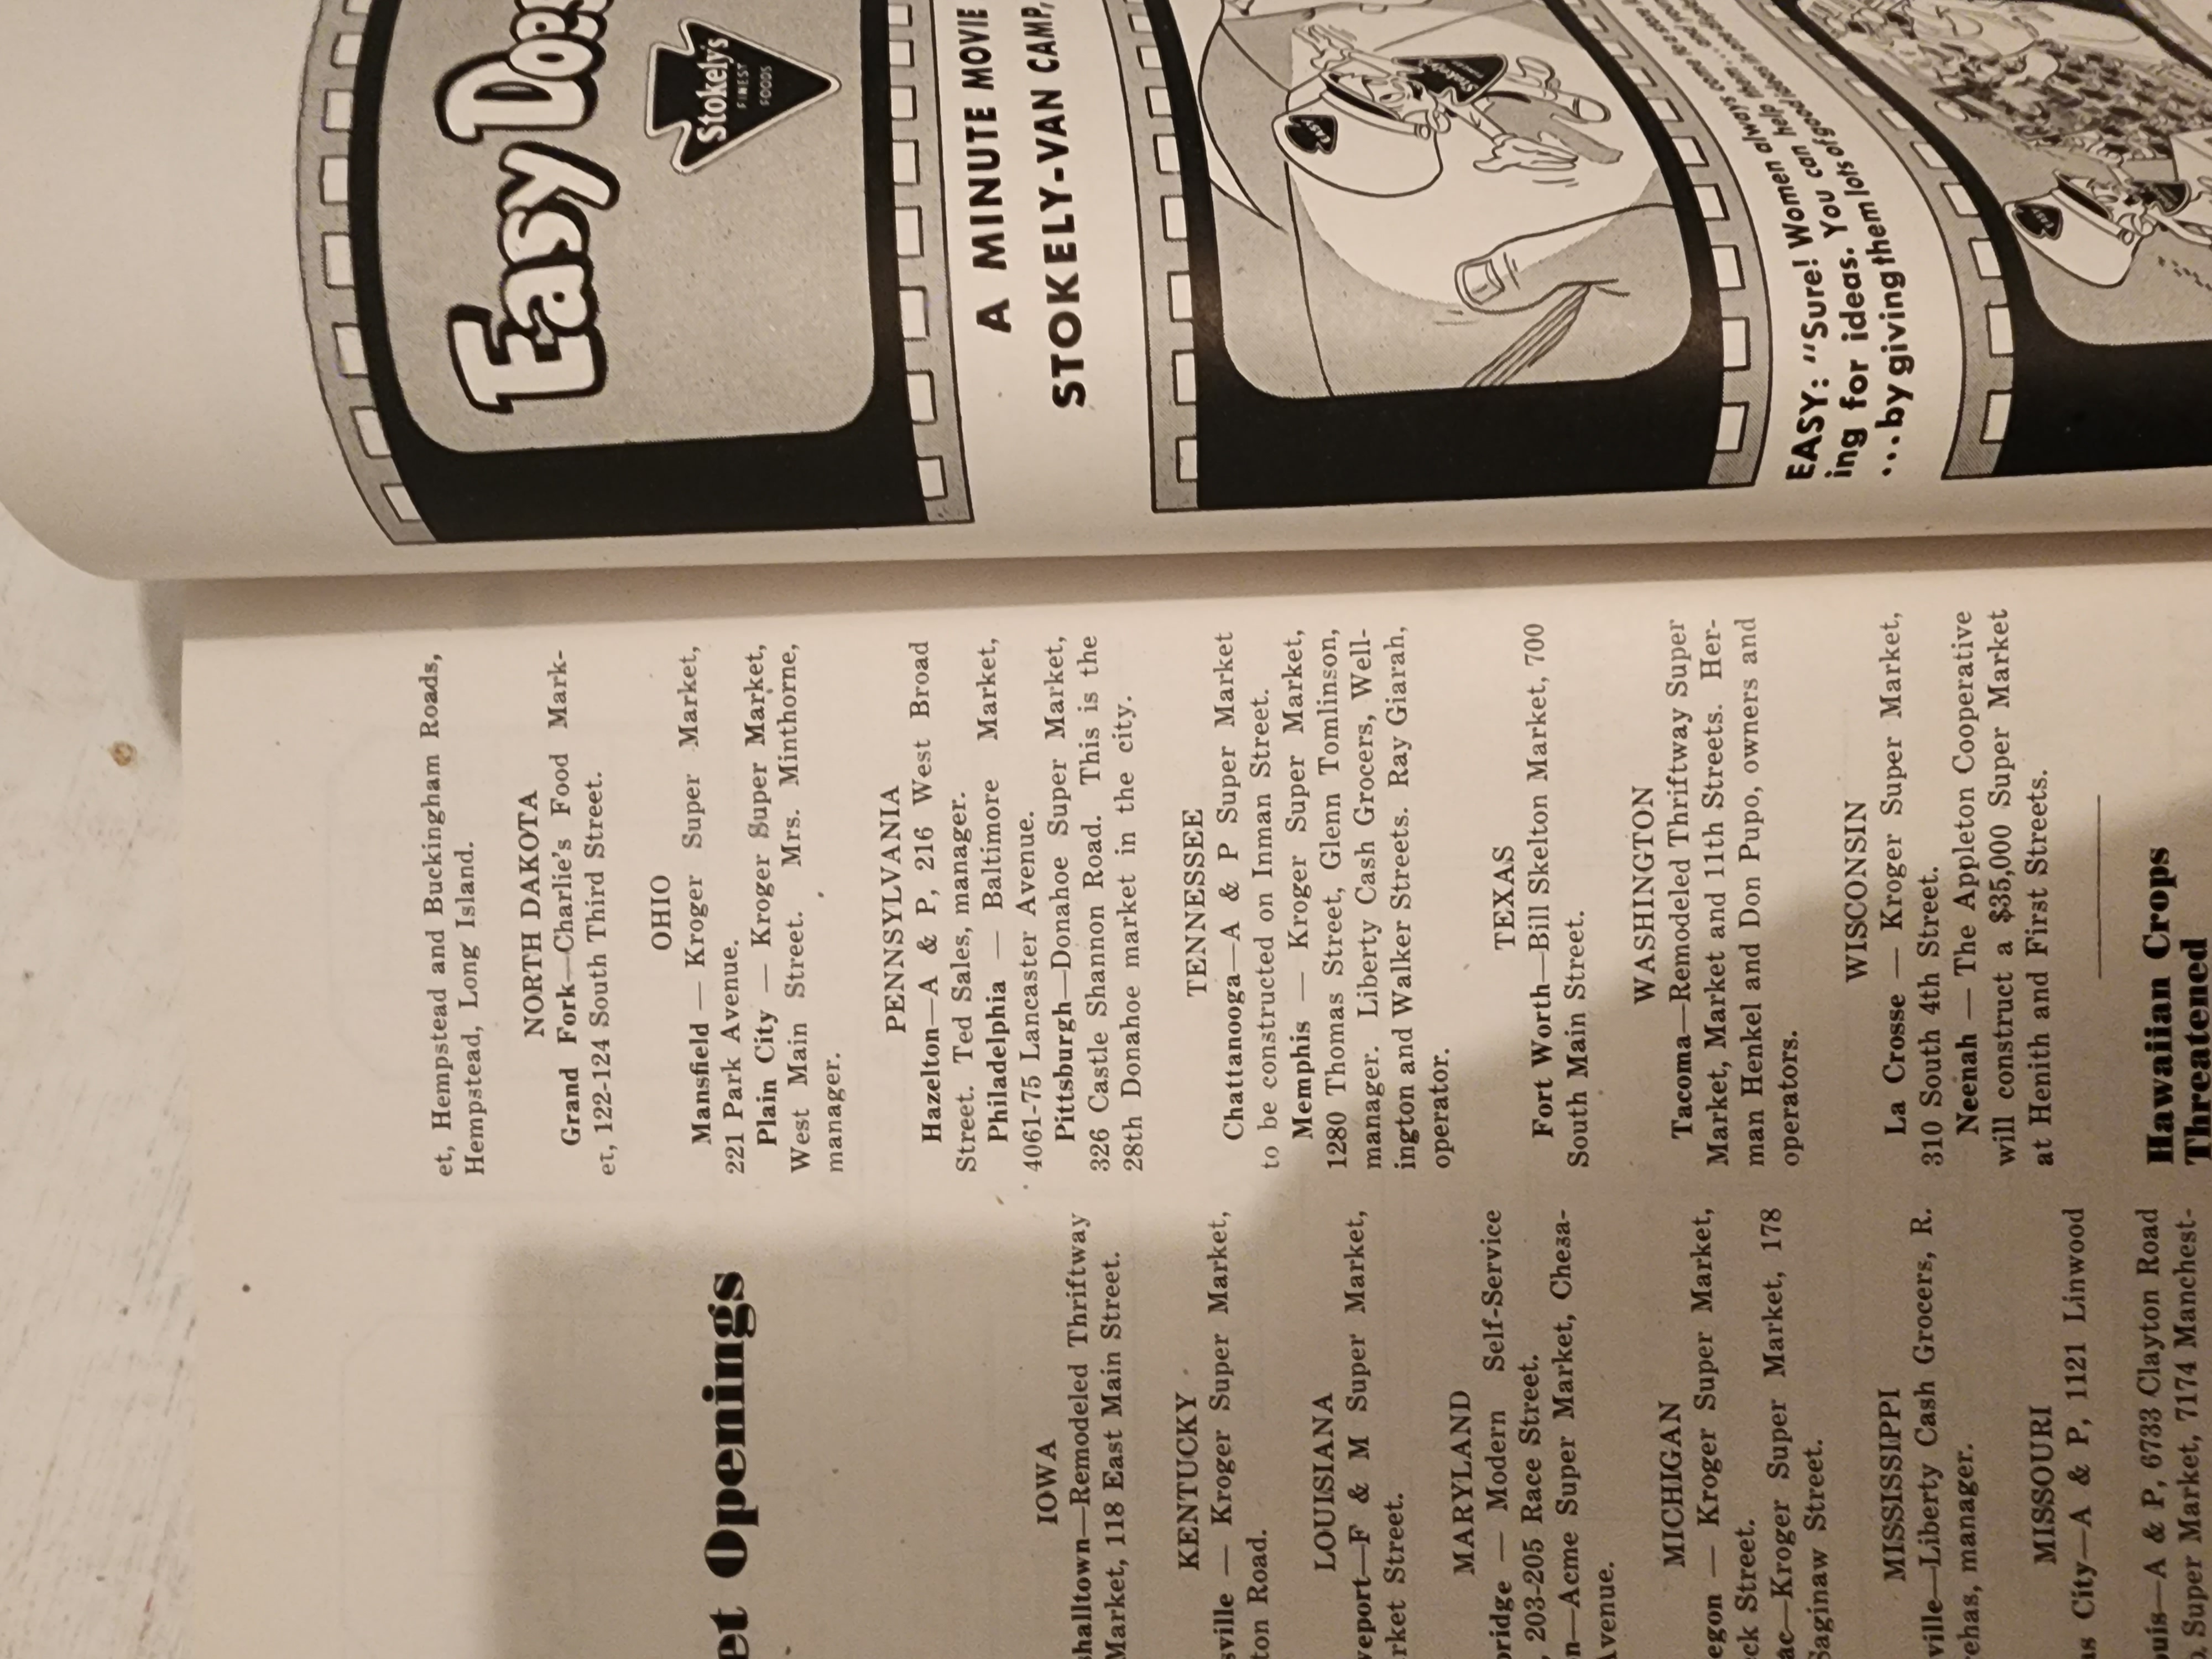 et Openings
IOWA
shalltown—Remodeled Thriftway
Market, 118 East Main Street.
KENTUCKY
sville — Kroger Super Market,
ton Road.
LOUISIANA
veport—F & M Super Market,
rket Street.
MARYLAND
bridge — Modern Self-Service
, 203-205 Race Street.
n—Acme Super Market, Chesa-
Avenue.
MICHIGAN
egon — Kroger Super Market,
ck Street.
ac—Kroger Super Market, 178
Saginaw Street.
MISSISSIPPI
ville—Liberty Cash Grocers, R.
rehas, manager.
MISSOURI
as City—A & P, 1121 Linwood
ouis—A & P, 6733 Clayton Road
Super Market, 7174 Manchest-
et, Hempstead and Buckingham Roads,
Hempstead, Long Island.
NORTH DAKOTA
Grand Fork—Charlie's Food Mark-
et, 122-124 South Third Street.
OHIO
Mansfield — Kroger Super Market,
221 Park Avenue.
Plain City — Kroger Super Market,
West Main Street. Mrs. Minthorne,
manager.
PENNSYLVANIA
Hazelton—A & P, 216 West Broad
Street. Ted Sales, manager.
Philadelphia — Baltimore Market,
4061-75 Lancaster Avenue.
Pittsburgh—Donahoe Super Market,
326 Castle Shannon Road. This is the
28th Donahoe market in the city.
TENNESSEE
Chattanooga—A & P Super Market
to be constructed on Inman Street.
Memphis — Kroger Super Market,
1280 Thomas Street, Glenn Tomlinson,
manager. Liberty Cash Grocers, Well-
ington and Walker Streets. Ray Giarah,
operator.
TEXAS
Fort Worth—Bill Skelton Market, 700
South Main Street.
WASHINGTON
Tacoma—Remodeled Thriftway Super
Market, Market and 11th Streets. Her-
man Henkel and Don Pupo, owners and
operators.
WISCONSIN
La Crosse — Kroger Super Market,
310 South 4th Street.
Neenah — The Appleton Cooperative
will construct a $35,000 Super Market
at Henith and First Streets.
Hawaiian Crops
Threatened
Easy Do
Stokely's
FINEST
FOODS
A MINUTE MOVIE
STOKELY-VAN CAMP,
EASY
Stokely's
EASY: "Sure! Women always come
ing for ideas. You can help them
...by giving them lots of good
EASY